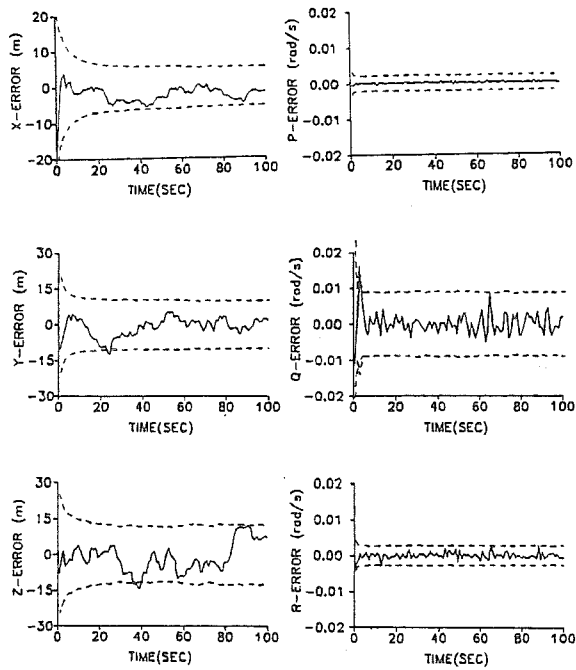 X-ERROR (m)
20
10
0
-10
-20
0 20 40 60 80 100
TIME(SEC)
P-ERROR (rad/s)
0.02
0.01
0.00
-0.01
-0.02
0 20 40 60 80 100
TIME(SEC)
Y-ERROR (m)
30
15
0
-15
-30
0 20 40 60 80 100
TIME(SEC)
Q-ERROR (rad/s)
0.02
0.01
0.00
-0.01
-0.02
0 20 40 60 80 100
TIME(SEC)
Z-ERROR (m)
30
15
0
-15
-30
0 20 40 60 80 100
TIME(SEC)
R-ERROR (rad/s)
0.02
0.01
0.00
-0.01
-0.02
0 20 40 60 80 100
TIME(SEC)